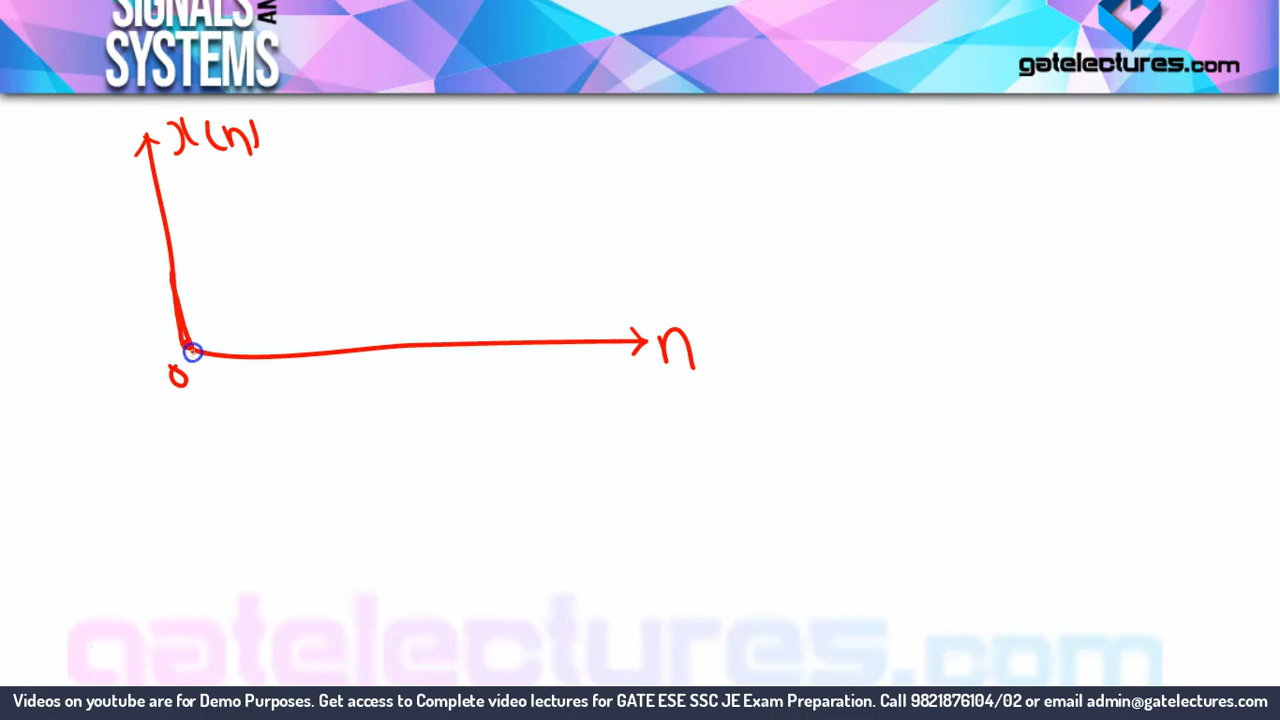 SIGNALS AND
SYSTEMS
gatelectures.com
x(n)
n
0
gatelectures.com
Videos on youtube are for Demo Purposes. Get access to Complete video lectures for GATE ESE SSC JE Exam Preparation. Call 9821876104/02 or email admin@gatelectures.com